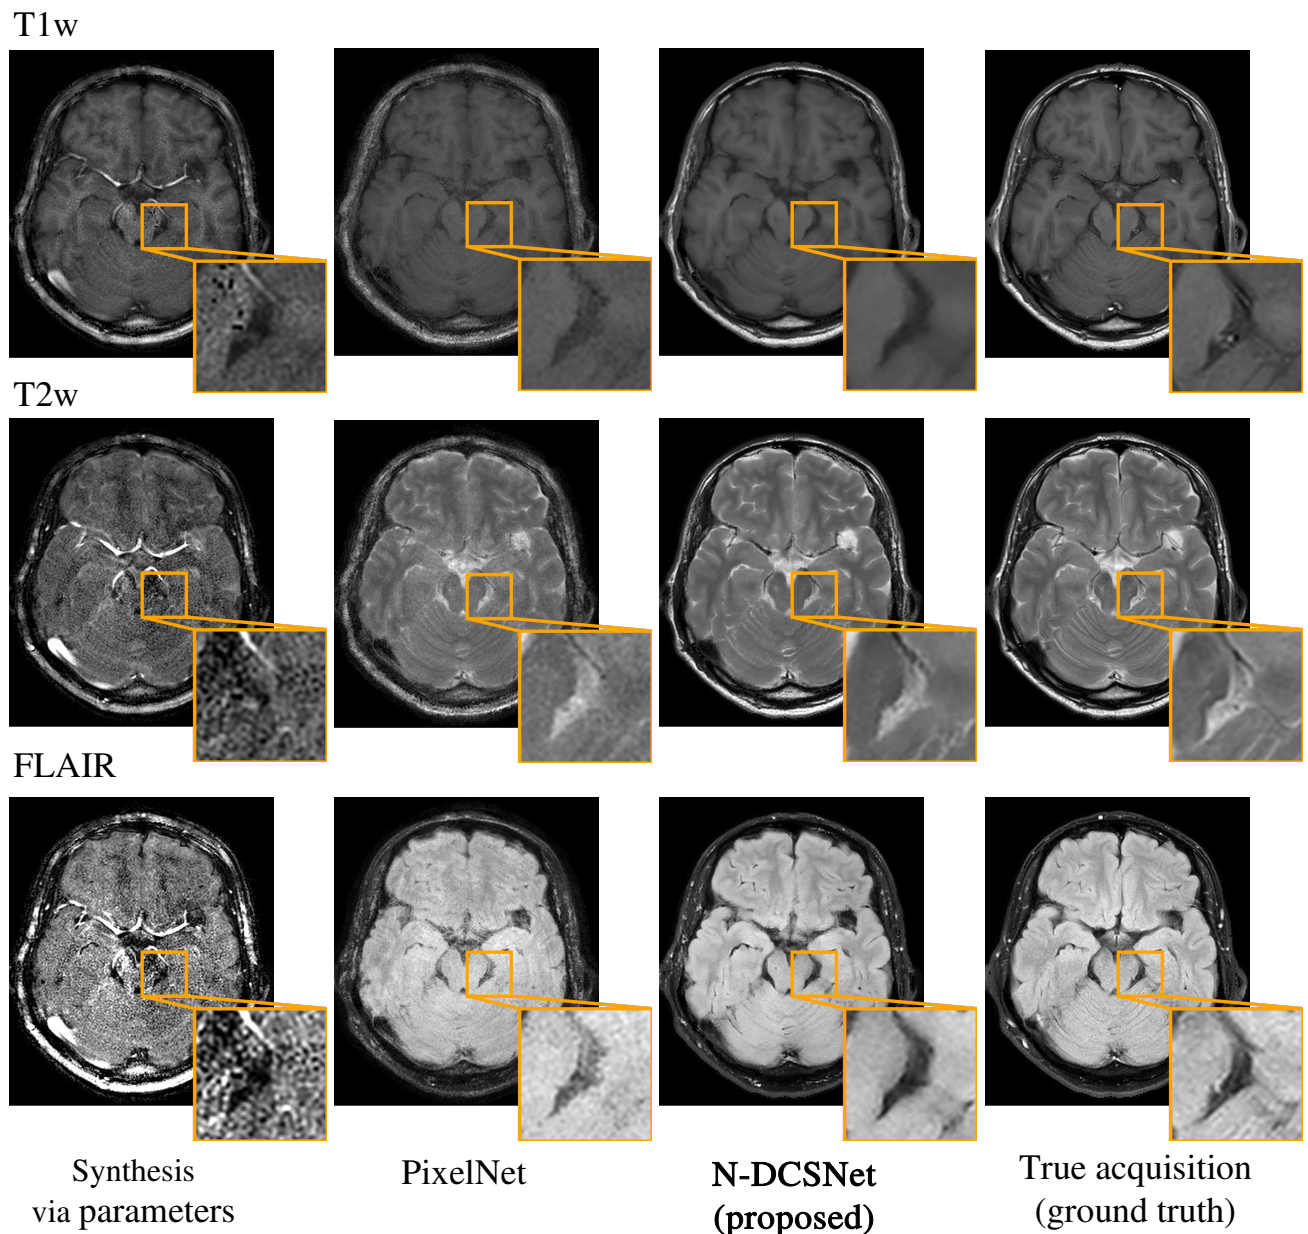 T1w
T2w
FLAIR
Synthesis
via parameters
PixelNet
N-DCSNet
(proposed)
True acquisition
(ground truth)